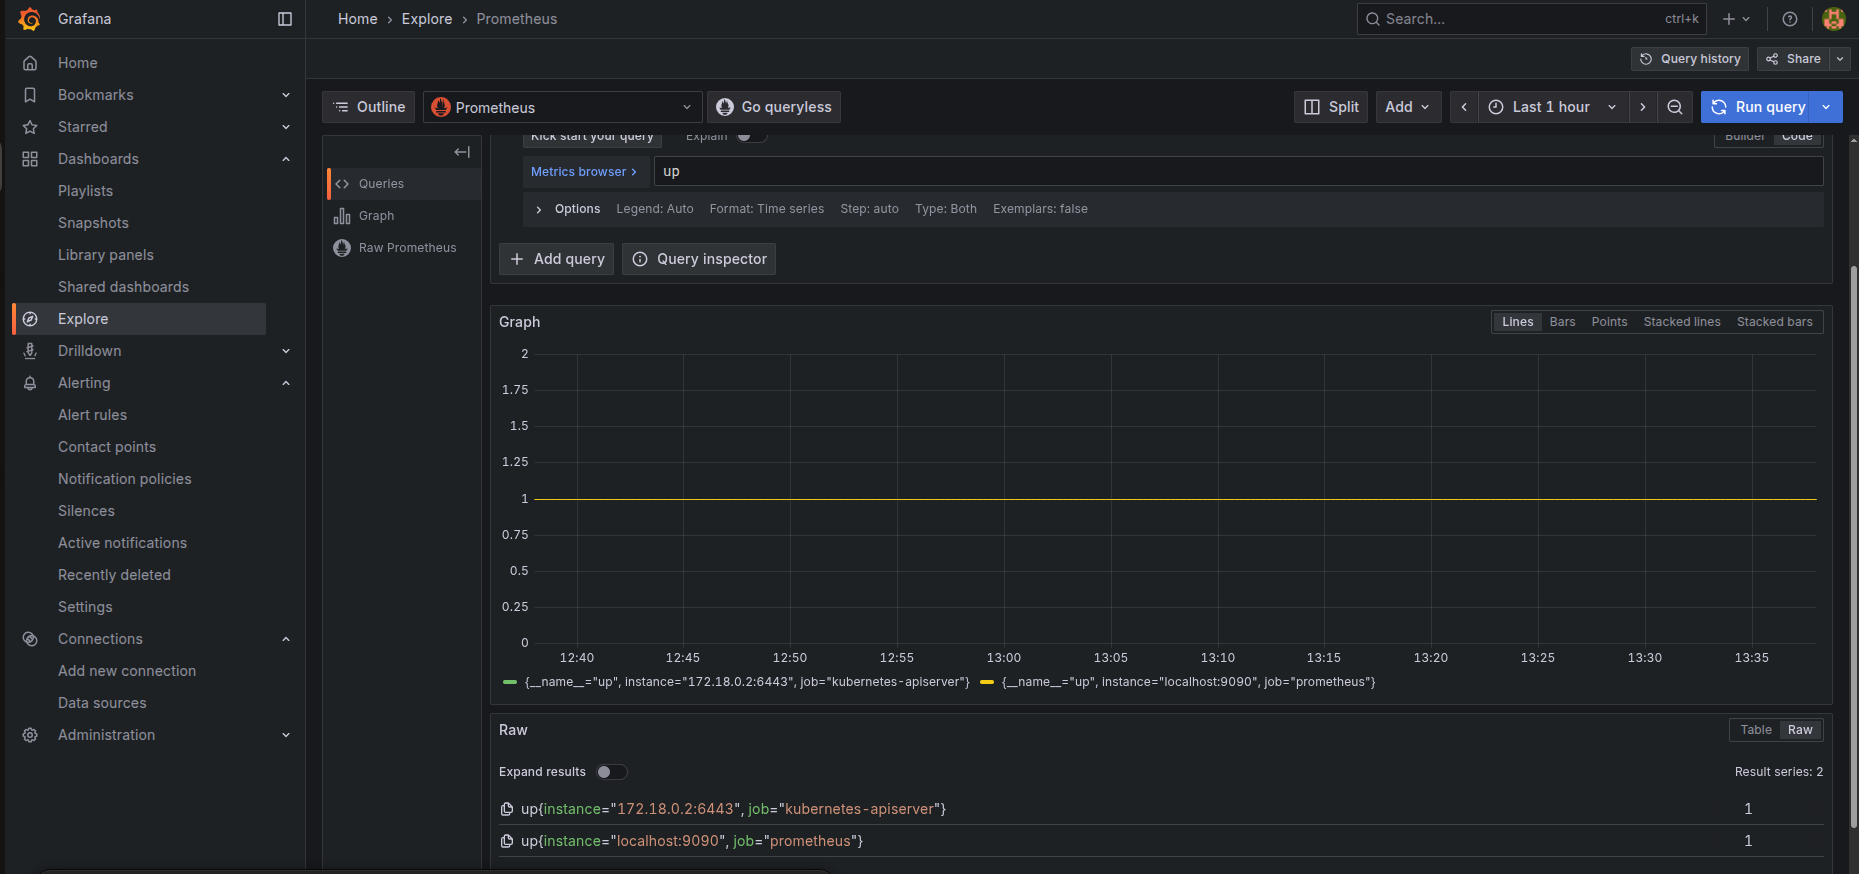 Grafana
Home › Explore › Prometheus
Search... ctrl+k
Query history Share
Home
Bookmarks
Starred
Dashboards
Playlists
Snapshots
Library panels
Shared dashboards
Explore
Drilldown
Alerting
Alert rules
Contact points
Notification policies
Silences
Active notifications
Recently deleted
Settings
Connections
Add new connection
Data sources
Administration
Outline Prometheus Go queryless Split Add Last 1 hour Run query
Queries
Graph
Raw Prometheus
Kick start your query Explain Builder Code
Metrics browser › up
Options Legend: Auto Format: Time series Step: auto Type: Both Exemplars: false
+ Add query Query inspector
Graph Lines Bars Points Stacked lines Stacked bars
2
1.75
1.5
1.25
1
0.75
0.5
0.25
0
12:40 12:45 12:50 12:55 13:00 13:05 13:10 13:15 13:20 13:25 13:30 13:35
{__name__="up", instance="172.18.0.2:6443", job="kubernetes-apiserver"} {__name__="up", instance="localhost:9090", job="prometheus"}
Raw Table Raw
Expand results Result series: 2
up{instance="172.18.0.2:6443", job="kubernetes-apiserver"} 1
up{instance="localhost:9090", job="prometheus"} 1